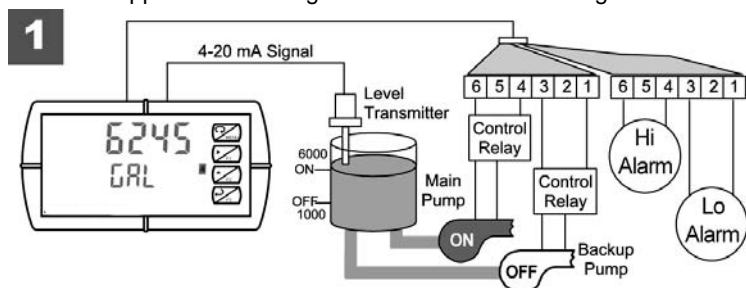 1
4-20 mA Signal
6245
GAL
Level
Transmitter
6000
ON
OFF
1000
Main
Pump
ON
OFF
Backup
Pump
6 5 4 3 2 1
6 5 4 3 2 1
Control
Relay
Control
Relay
Hi
Alarm
Lo
Alarm